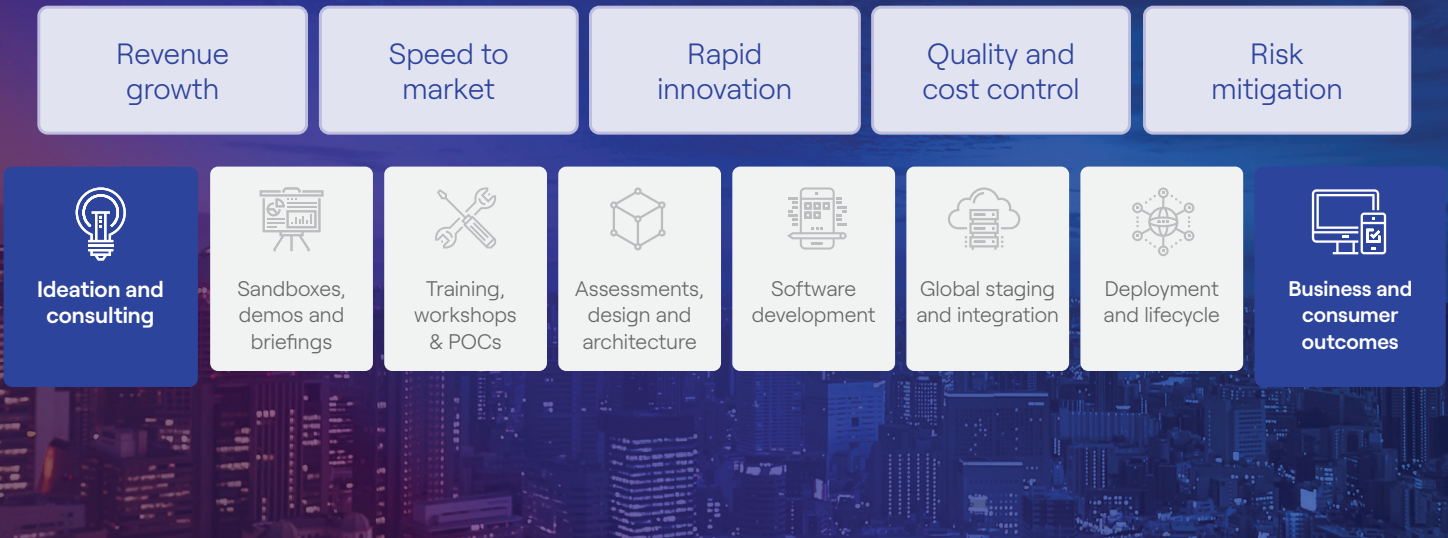 Revenue
growth
Speed to
market
Rapid
innovation
Quality and
cost control
Risk
mitigation
Ideation and
consulting
Sandboxes,
demos and
briefings
Training,
workshops
& POCs
Assessments,
design and
architecture
Software
development
Global staging
and integration
Deployment
and lifecycle
Business and
consumer
outcomes